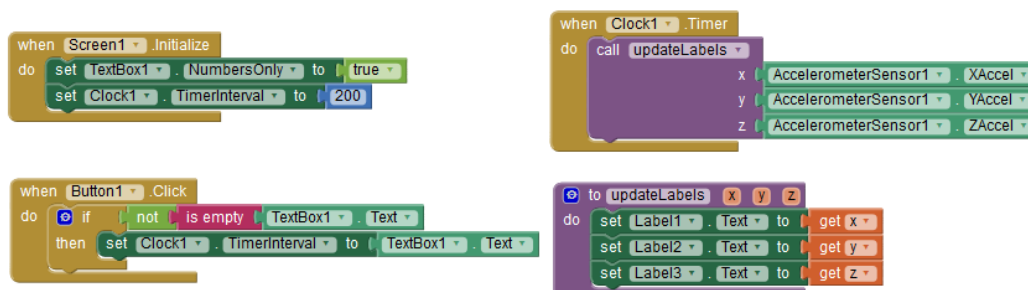 when Screen1 .Initialize
do set TextBox1 . NumbersOnly to true
set Clock1 . TimerInterval to 200
when Clock1 .Timer
do call updateLabels
x AccelerometerSensor1 . XAccel
y AccelerometerSensor1 . YAccel
z AccelerometerSensor1 . ZAccel
when Button1 .Click
do if not is empty TextBox1 . Text
then set Clock1 . TimerInterval to TextBox1 . Text
to updateLabels x y z
do set Label1 . Text to get x
set Label2 . Text to get y
set Label3 . Text to get z